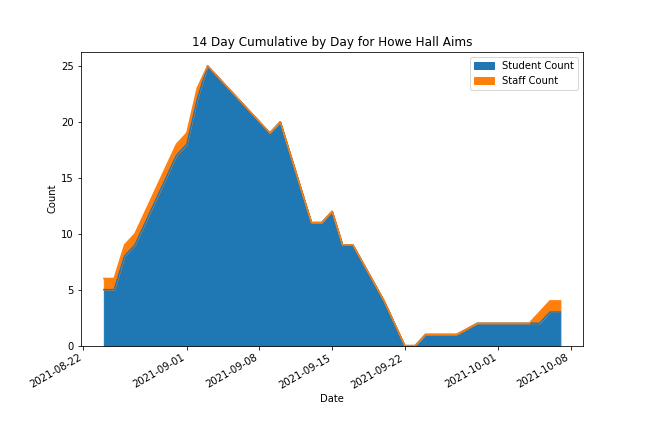 14 Day Cumulative by Day for Howe Hall Aims
Student Count
Staff Count
Count
25
20
15
10
5
0
2021-08-22
2021-09-01
2021-09-08
2021-09-15
2021-09-22
2021-10-01
2021-10-08
Date